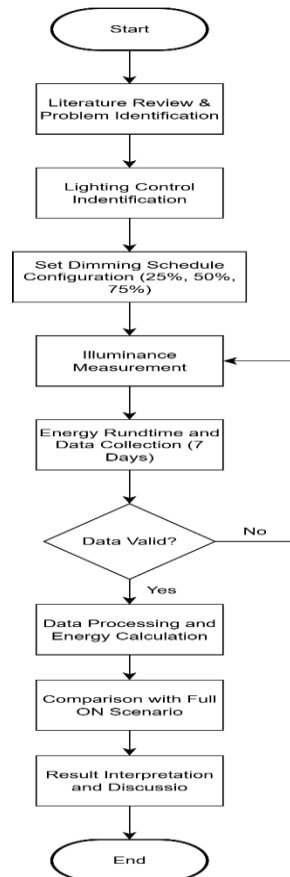 Start
Literature Review &
Problem Identification
Lighting Control
Indentification
Set Dimming Schedule
Configuration (25%, 50%,
75%)
Illuminance
Measurement
Energy Rundtime and
Data Collection (7
Days)
Data Valid?
No
Yes
Data Processing and
Energy Calculation
Comparison with Full
ON Scenario
Result Interpretation
and Discussio
End